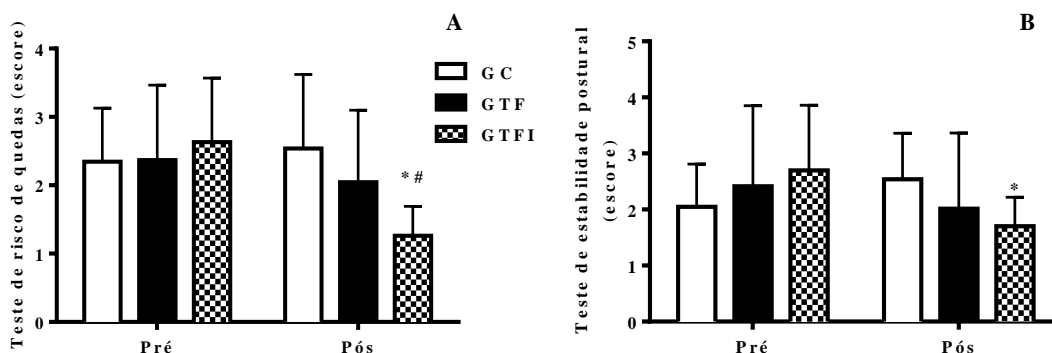 A
Teste de risco de quedas (escore)
4
3
2
1
0
GC
GTF
GTFI
* #
Pré
Pós
B
Teste de estabilidade postural
(escore)
5
4
3
2
1
0
*
Pré
Pós